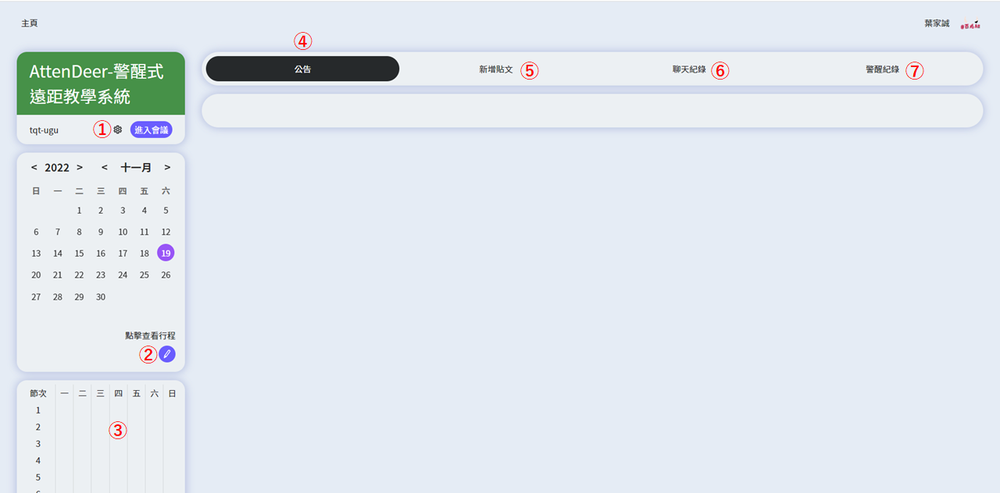 主頁
葉家誠
AttenDeer-警醒式
遠距教學系統
tqt-ugu ① 進入會議
④
公告 新增貼文 ⑤ 聊天紀錄 ⑥ 警醒紀錄 ⑦
< 2022 > < 十一月 >
日 一 二 三 四 五 六
1 2 3 4 5
6 7 8 9 10 11 12
13 14 15 16 17 18 19
20 21 22 23 24 25 26
27 28 29 30
點擊查看行程
②
節次 一 二 三 四 五 六 日
1
2
③
3
4
5